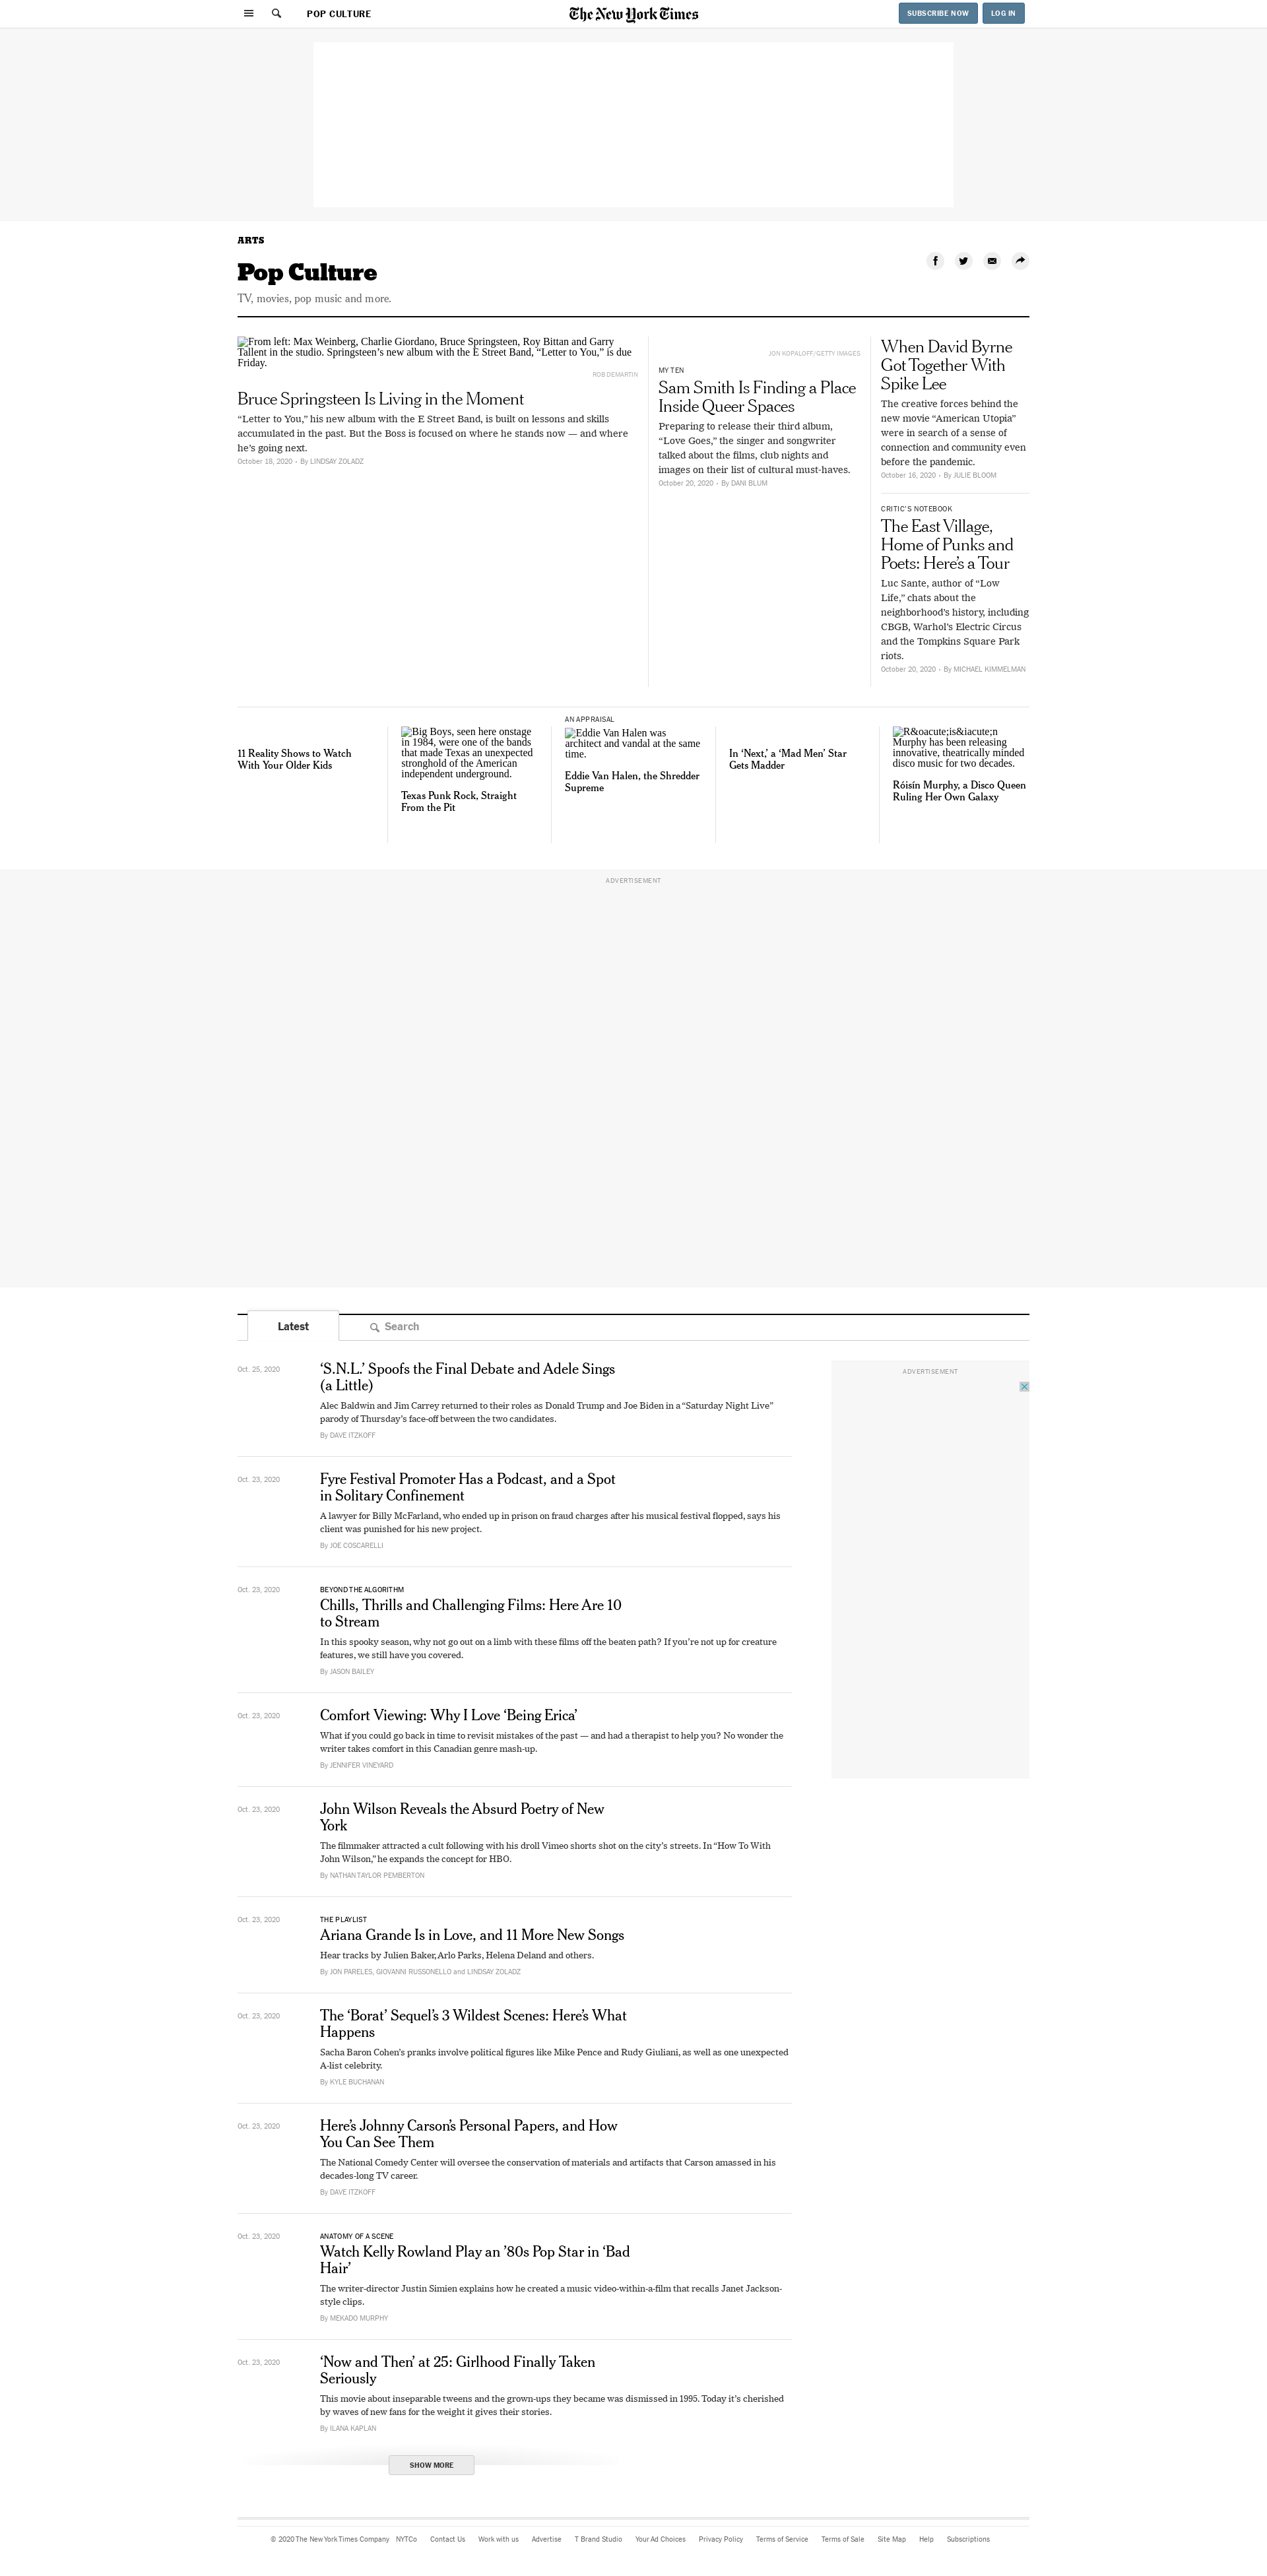 POP CULTURE
The New York Times
SUBSCRIBE NOW
LOG IN
ARTS
Pop Culture
TV, movies, pop music and more.
From left: Max Weinberg, Charlie Giordano, Bruce Springsteen, Roy Bittan and Garry
Tallent in the studio. Springsteen’s new album with the E Street Band, “Letter to You,” is due
Friday.
ROB DEMARTIN
Bruce Springsteen Is Living in the Moment
“Letter to You,” his new album with the E Street Band, is built on lessons and skills
accumulated in the past. But the Boss is focused on where he stands now — and where
he’s going next.
October 18, 2020 - By LINDSAY ZOLADZ
JON KOPALOFF/GETTY IMAGES
MY TEN
Sam Smith Is Finding a Place
Inside Queer Spaces
Preparing to release their third album,
“Love Goes,” the singer and songwriter
talked about the films, club nights and
images on their list of cultural must-haves.
October 20, 2020 - By DANI BLUM
When David Byrne
Got Together With
Spike Lee
The creative forces behind the
new movie “American Utopia”
were in search of a sense of
connection and community even
before the pandemic.
October 16, 2020 - By JULIE BLOOM
CRITIC’S NOTEBOOK
The East Village,
Home of Punks and
Poets: Here’s a Tour
Luc Sante, author of “Low
Life,” chats about the
neighborhood’s history, including
CBGB, Warhol’s Electric Circus
and the Tompkins Square Park
riots.
October 20, 2020 - By MICHAEL KIMMELMAN
11 Reality Shows to Watch
With Your Older Kids
Big Boys, seen here onstage
in 1984, were one of the bands
that made Texas an unexpected
stronghold of the American
independent underground.
Texas Punk Rock, Straight
From the Pit
AN APPRAISAL
Eddie Van Halen was
architect and vandal at the same
time.
Eddie Van Halen, the Shredder
Supreme
In ‘Next,’ a ‘Mad Men’ Star
Gets Madder
R&oacute;is&iacute;n
Murphy has been releasing
innovative, theatrically minded
disco music for two decades.
Róisín Murphy, a Disco Queen
Ruling Her Own Galaxy
ADVERTISEMENT
Latest
Search
ADVERTISEMENT
Oct. 25, 2020
‘S.N.L.’ Spoofs the Final Debate and Adele Sings
(a Little)
Alec Baldwin and Jim Carrey returned to their roles as Donald Trump and Joe Biden in a “Saturday Night Live”
parody of Thursday’s face-off between the two candidates.
By DAVE ITZKOFF
Oct. 23, 2020
Fyre Festival Promoter Has a Podcast, and a Spot
in Solitary Confinement
A lawyer for Billy McFarland, who ended up in prison on fraud charges after his musical festival flopped, says his
client was punished for his new project.
By JOE COSCARELLI
Oct. 23, 2020
BEYOND THE ALGORITHM
Chills, Thrills and Challenging Films: Here Are 10
to Stream
In this spooky season, why not go out on a limb with these films off the beaten path? If you’re not up for creature
features, we still have you covered.
By JASON BAILEY
Oct. 23, 2020
Comfort Viewing: Why I Love ‘Being Erica’
What if you could go back in time to revisit mistakes of the past — and had a therapist to help you? No wonder the
writer takes comfort in this Canadian genre mash-up.
By JENNIFER VINEYARD
Oct. 23, 2020
John Wilson Reveals the Absurd Poetry of New
York
The filmmaker attracted a cult following with his droll Vimeo shorts shot on the city’s streets. In “How To With
John Wilson,” he expands the concept for HBO.
By NATHAN TAYLOR PEMBERTON
Oct. 23, 2020
THE PLAYLIST
Ariana Grande Is in Love, and 11 More New Songs
Hear tracks by Julien Baker, Arlo Parks, Helena Deland and others.
By JON PARELES, GIOVANNI RUSSONELLO and LINDSAY ZOLADZ
Oct. 23, 2020
The ‘Borat’ Sequel’s 3 Wildest Scenes: Here’s What
Happens
Sacha Baron Cohen’s pranks involve political figures like Mike Pence and Rudy Giuliani, as well as one unexpected
A-list celebrity.
By KYLE BUCHANAN
Oct. 23, 2020
Here’s Johnny Carson’s Personal Papers, and How
You Can See Them
The National Comedy Center will oversee the conservation of materials and artifacts that Carson amassed in his
decades-long TV career.
By DAVE ITZKOFF
Oct. 23, 2020
ANATOMY OF A SCENE
Watch Kelly Rowland Play an ’80s Pop Star in ‘Bad
Hair’
The writer-director Justin Simien explains how he created a music video-within-a-film that recalls Janet Jackson-
style clips.
By MEKADO MURPHY
Oct. 23, 2020
‘Now and Then’ at 25: Girlhood Finally Taken
Seriously
This movie about inseparable tweens and the grown-ups they became was dismissed in 1995. Today it’s cherished
by waves of new fans for the weight it gives their stories.
By ILANA KAPLAN
SHOW MORE
© 2020 The New York Times Company NYTCo Contact Us Work with us Advertise T Brand Studio Your Ad Choices Privacy Policy Terms of Service Terms of Sale Site Map Help Subscriptions